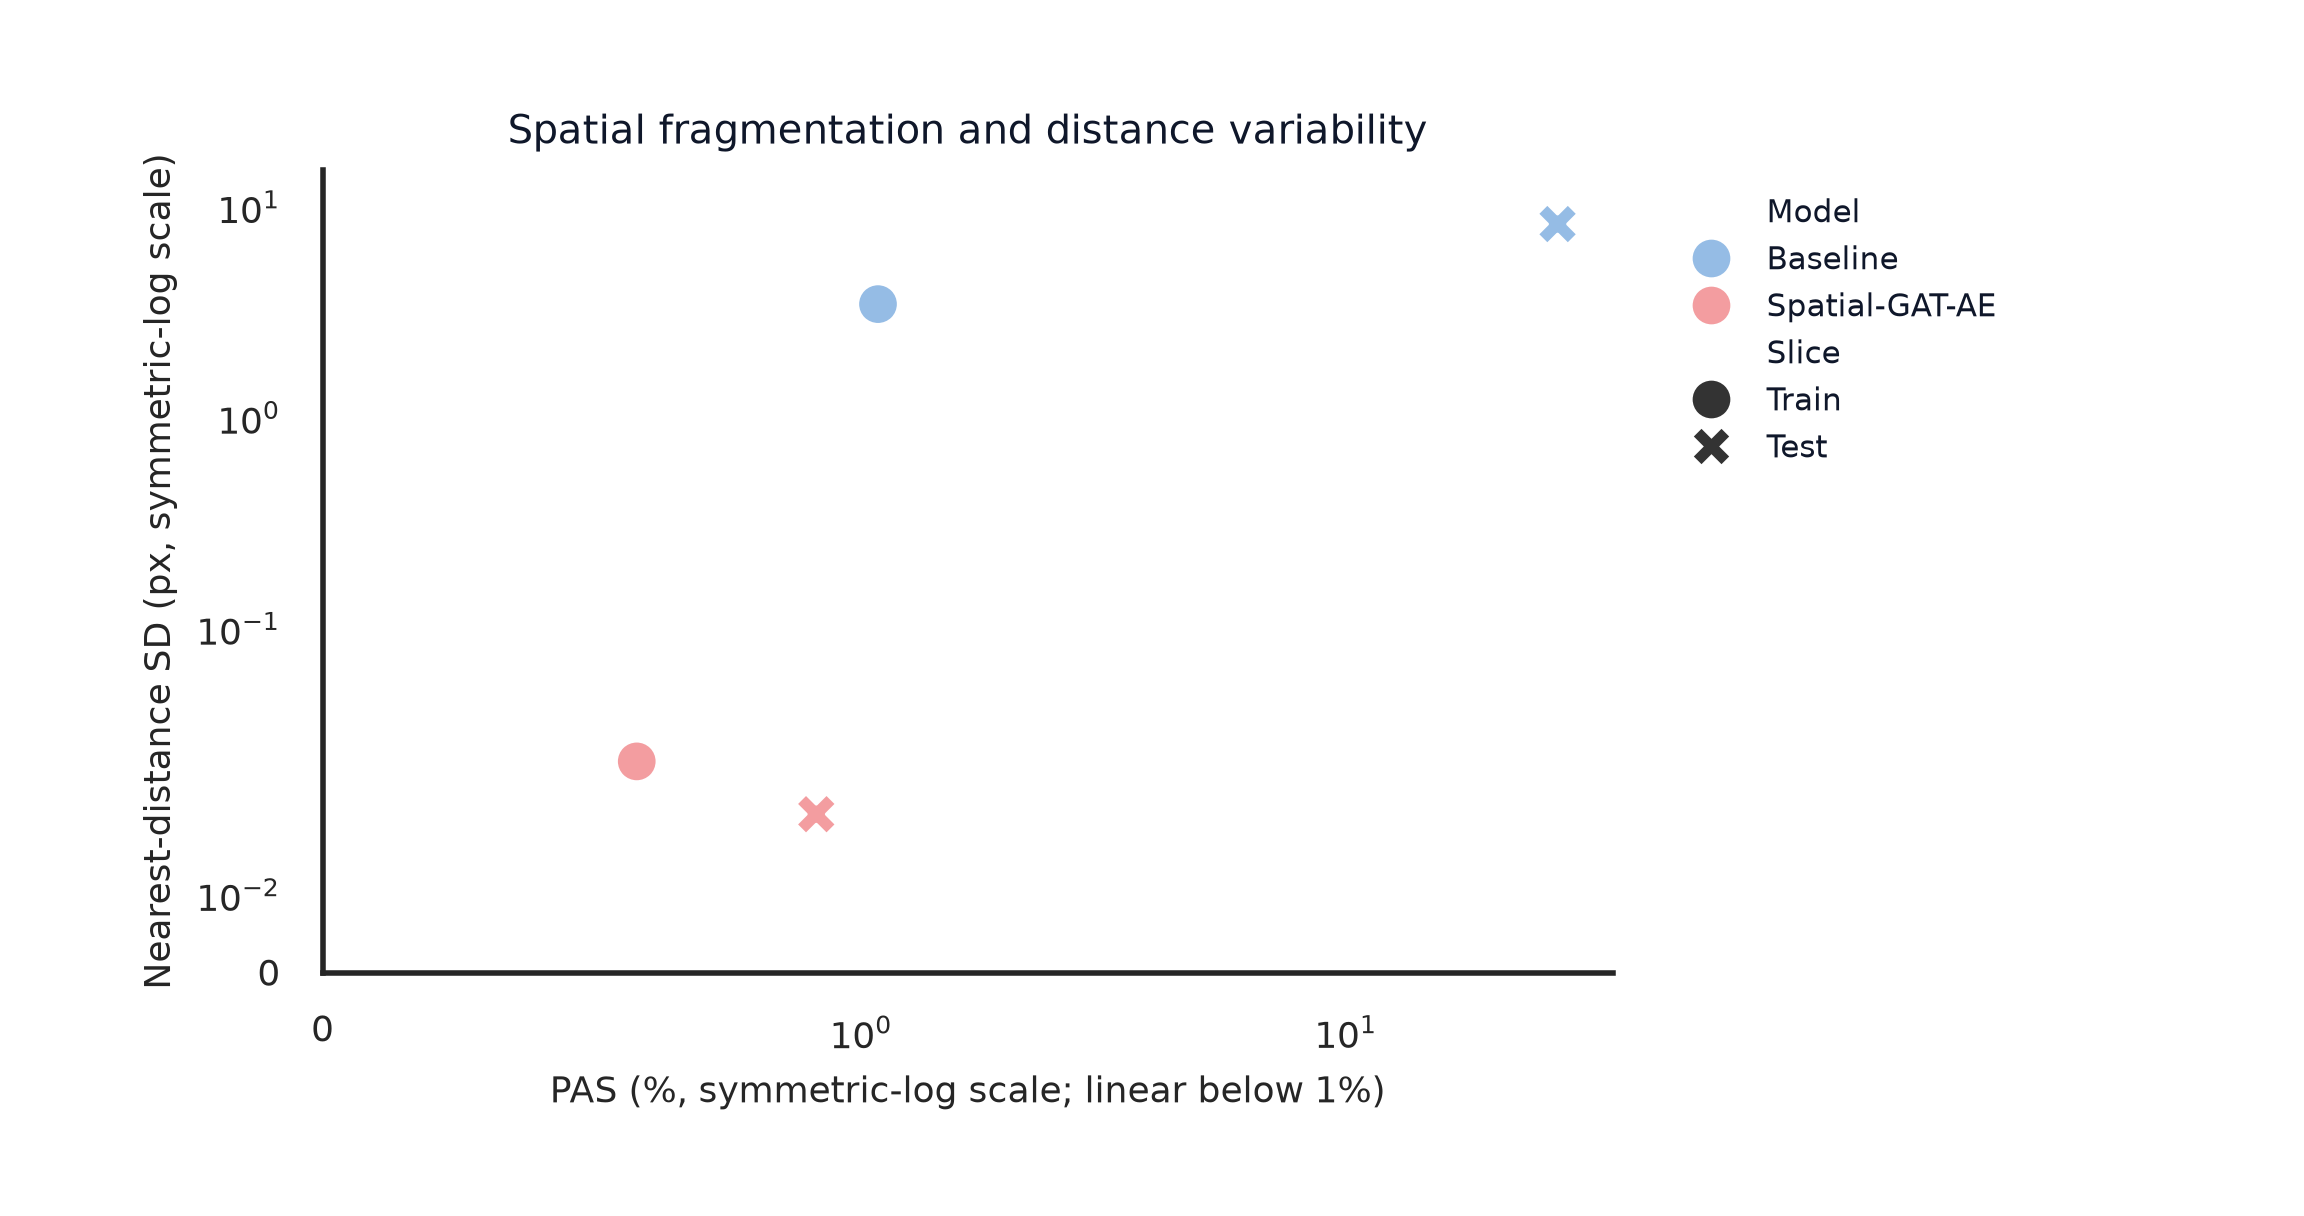 Spatial fragmentation and distance variability
Nearest-distance SD (px, symmetric-log scale)
10¹
10⁰
10⁻¹
10⁻²
0
0
10⁰
10¹
PAS (%, symmetric-log scale; linear below 1%)
Model
Baseline
Spatial-GAT-AE
Slice
Train
Test